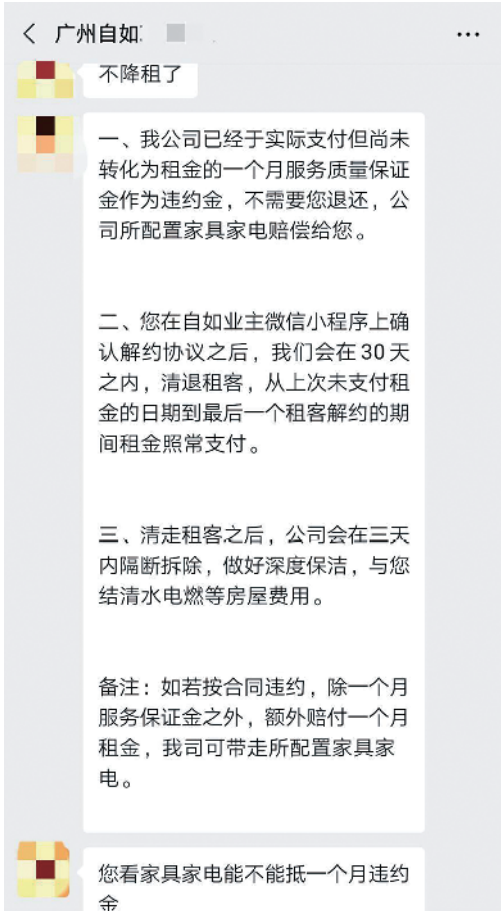 广州自如
不降租了
一、我公司已经于实际支付但尚未
转化为租金的一个月服务质量保证
金作为违约金，不需要您退还，公
司所配置家具家电赔偿给您。
二、您在自如业主微信小程序上确
认解约协议之后，我们会在30天
之内，清退租客，从上次未支付租
金的日期到最后一个租客解约的期
间租金照常支付。
三、清走租客之后，公司会在三天
内隔断拆除，做好深度保洁，与您
结清水电燃等房屋费用。
备注：如若按合同违约，除一个月
服务保证金之外，额外赔付一个月
租金，我司可带走所配置家具家
电。
您看家具家电能不能抵一个月违约
金